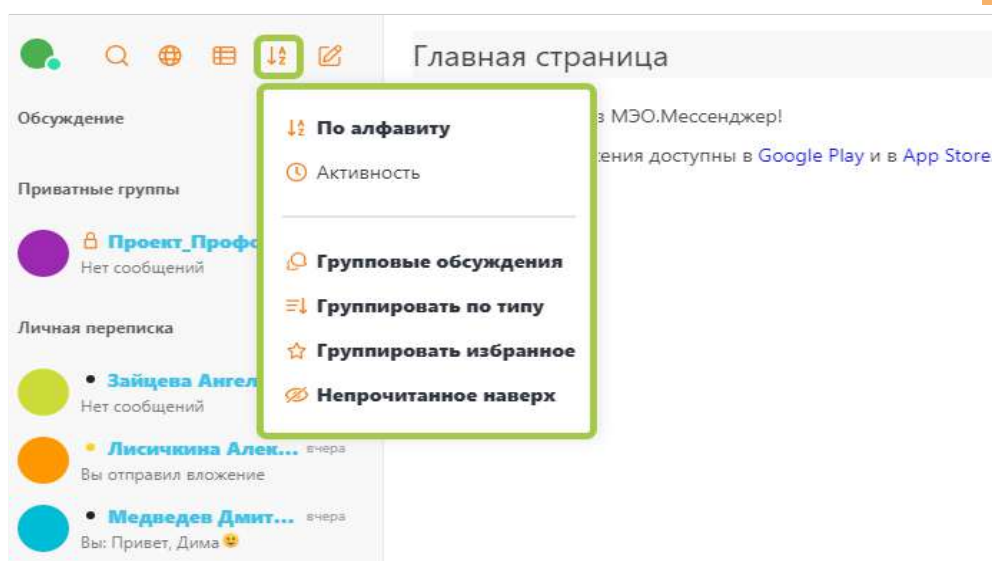 Главная страница
Обсуждение
По алфавиту
в МЭО.Мессенджер!
Активность
ения доступны в Google Play и в App Store
Приватные группы
Проект_Профо
Нет сообщений
Групповые обсуждения
Группировать по типу
Личная переписка
Группировать избранное
Зайцева Ангел
Нет сообщений
Непрочитанное наверх
Лисичкина Алек... вчера
Вы отправил вложение
Медведев Дмит... вчера
Вы: Привет, Дима